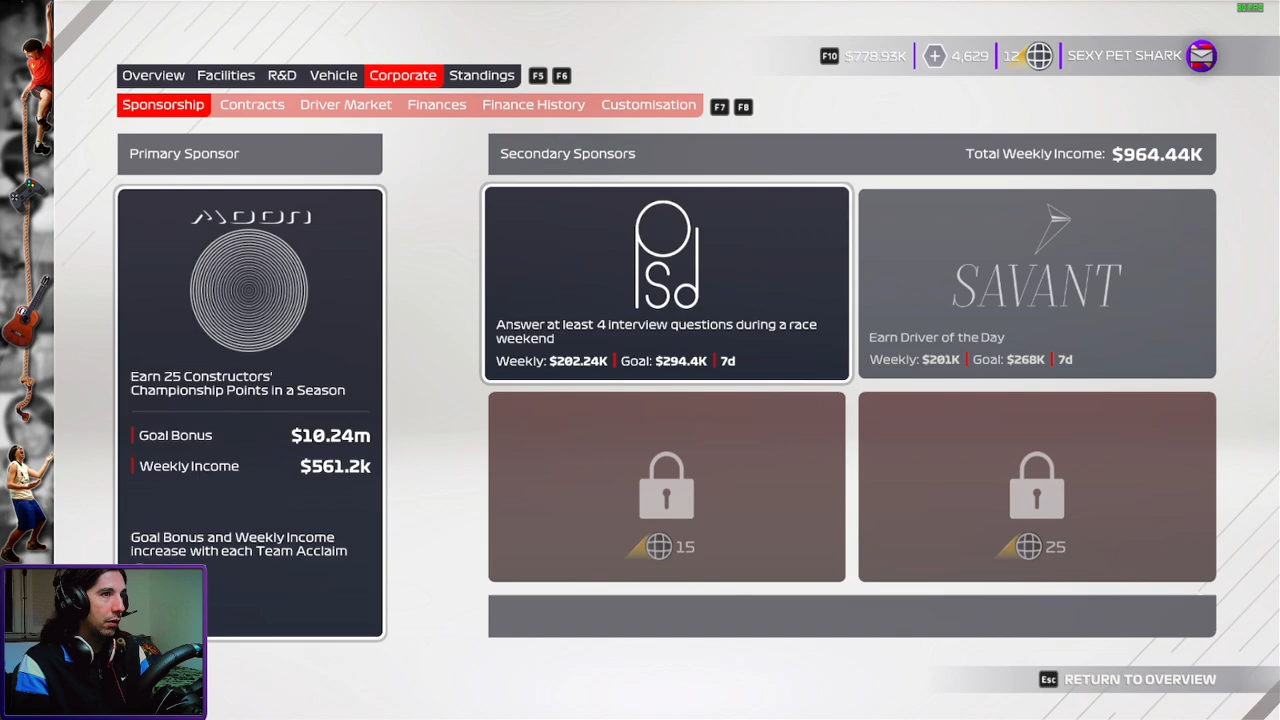 F10 $778.93K 4,629 12 SEXY PET SHARK
Overview Facilities R&D Vehicle Corporate Standings F5 F6
Sponsorship Contracts Driver Market Finances Finance History Customisation F7 F8
Primary Sponsor
Secondary Sponsors
Total Weekly Income: $964.44K
MOON
Earn 25 Constructors'
Championship Points in a Season
Goal Bonus $10.24m
Weekly Income $561.2k
Goal Bonus and Weekly Income
increase with each Team Acclaim
PSd
Answer at least 4 interview questions during a race
weekend
Weekly: $202.24K Goal: $294.4K 7d
SAVANT
Earn Driver of the Day
Weekly: $201K Goal: $268K 7d
15
25
Esc RETURN TO OVERVIEW